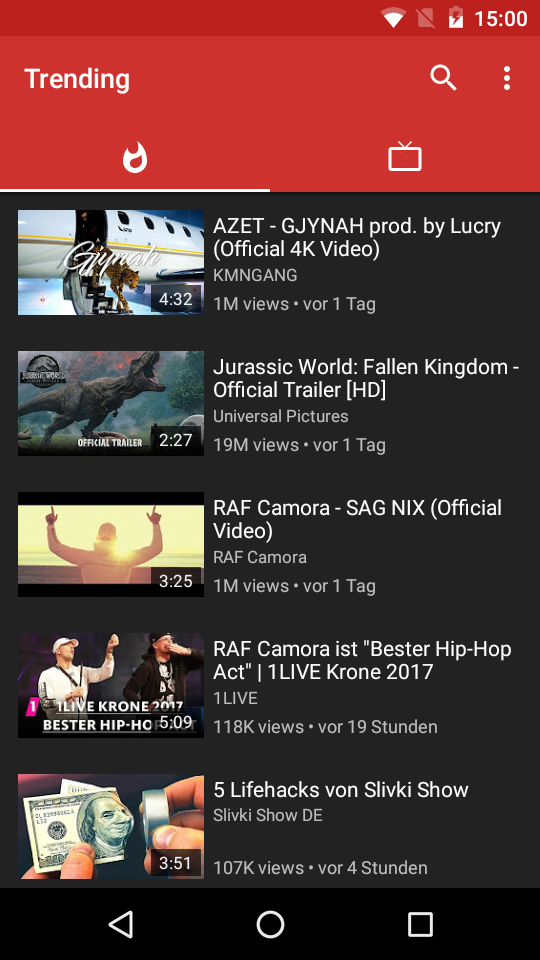 15:00
Trending
Gjynah
4:32
AZET - GJYNAH prod. by Lucry
(Official 4K Video)
KMNGANG
1M views • vor 1 Tag
JURASSIC WORLD
OFFICIAL TRAILER
2:27
Jurassic World: Fallen Kingdom -
Official Trailer [HD]
Universal Pictures
19M views • vor 1 Tag
3:25
RAF Camora - SAG NIX (Official
Video)
RAF Camora
1M views • vor 1 Tag
1
1LIVE KRONE 2017
BESTER HIP-HOP ACT
5:09
RAF Camora ist "Bester Hip-Hop
Act" | 1LIVE Krone 2017
1LIVE
118K views • vor 19 Stunden
3:51
5 Lifehacks von Slivki Show
Slivki Show DE
107K views • vor 4 Stunden